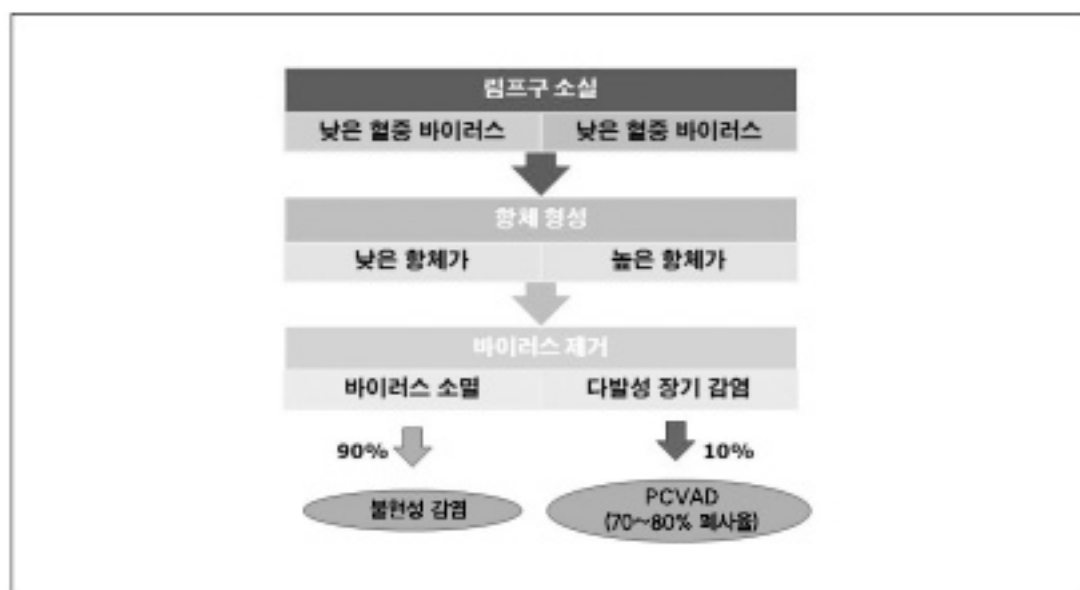 림프구 소실
낮은 혈중 바이러스 낮은 혈중 바이러스
항체 형성
낮은 항체가 높은 항체가
바이러스 제거
바이러스 소멸 다발성 장기 감염
90% 10%
불현성 감염 PCVAD
(70~80% 폐사율)